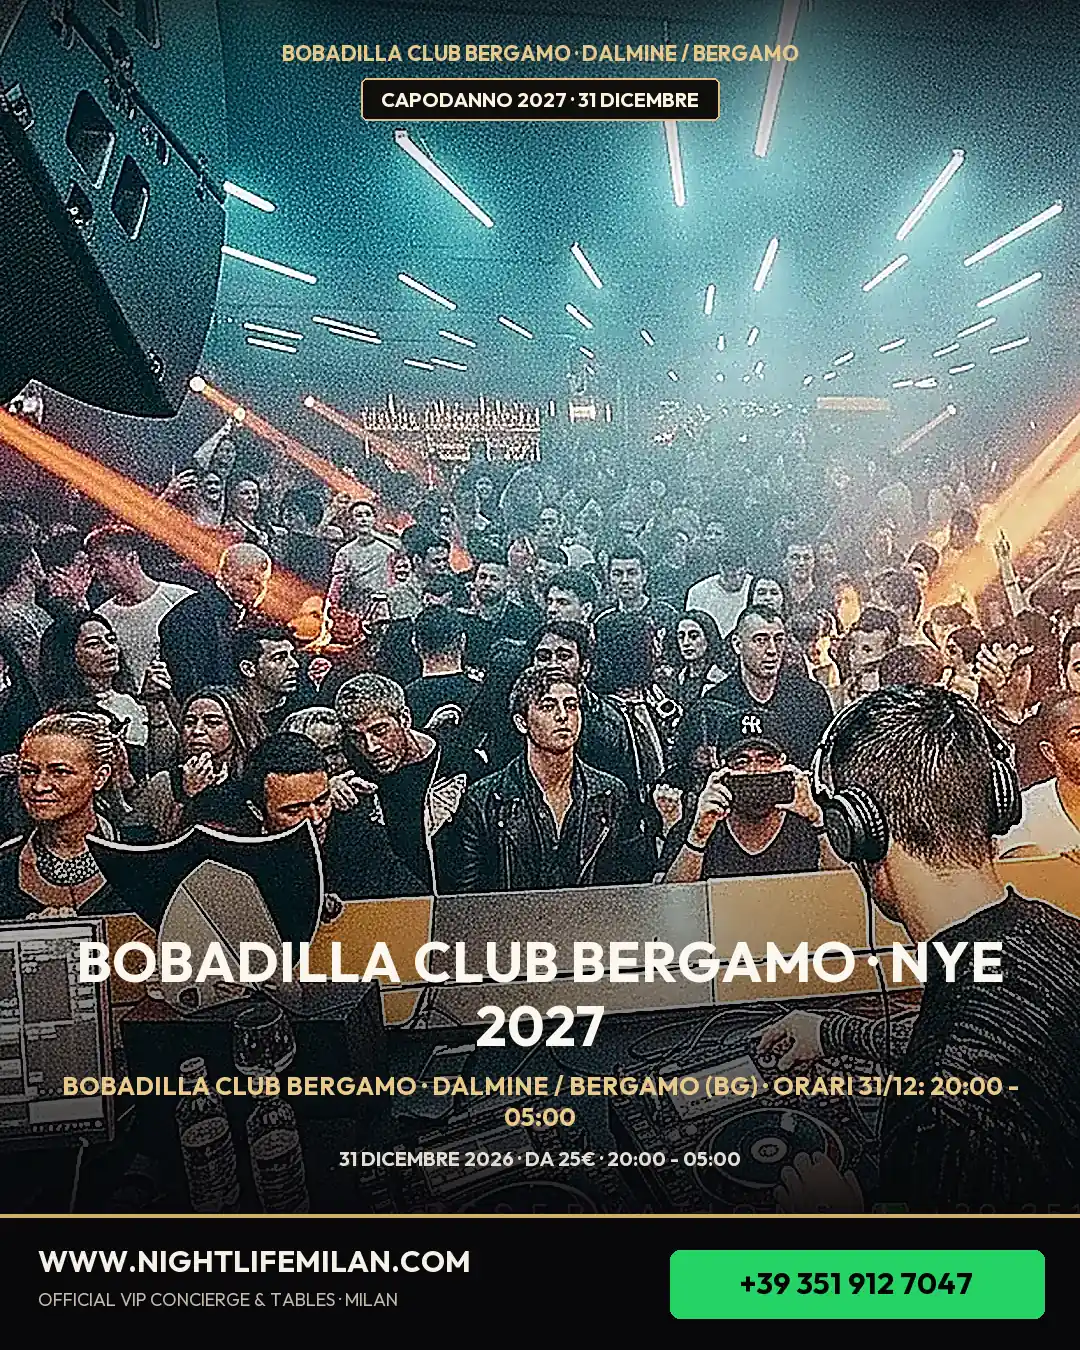 BOBADILLA CLUB BERGAMO · DALMINE / BERGAMO
CAPODANNO 2027 · 31 DICEMBRE
BOBADILLA CLUB BERGAMO · NYE
2027
BOBADILLA CLUB BERGAMO · DALMINE / BERGAMO (BG) · ORARI 31/12: 20:00 -
05:00
31 DICEMBRE 2026 · DA 25€ · 20:00 - 05:00
WWW.NIGHTLIFEMILAN.COM
+39 351 912 7047
OFFICIAL VIP CONCIERGE & TABLES · MILAN